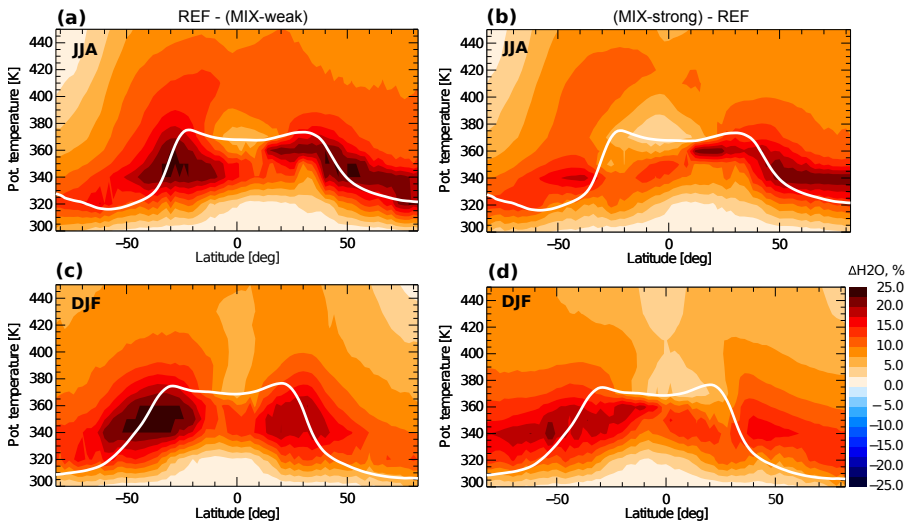 (a) REF - (MIX-weak)
(b) (MIX-strong) - REF
JJA
Pot. temperature [K]
440
420
400
380
360
340
320
300
−50 0 50
Latitude [deg]
JJA
Pot. temperature [K]
440
420
400
380
360
340
320
300
−50 0 50
Latitude [deg]
(c)
DJF
Pot. temperature [K]
440
420
400
380
360
340
320
300
−50 0 50
Latitude [deg]
(d)
DJF
Pot. temperature [K]
440
420
400
380
360
340
320
300
−50 0 50
Latitude [deg]
ΔH2O, %
25.0
20.0
15.0
10.0
5.0
0.0
−5.0
−10.0
−15.0
−20.0
−25.0